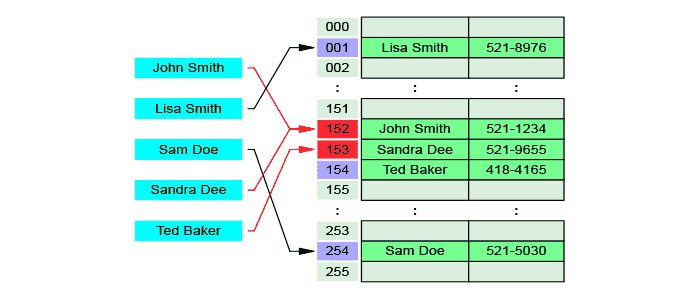 John Smith
Lisa Smith
Sam Doe
Sandra Dee
Ted Baker
000
001 Lisa Smith 521-8976
002
: : :
151
152 John Smith 521-1234
153 Sandra Dee 521-9655
154 Ted Baker 418-4165
155
: : :
253
254 Sam Doe 521-5030
255